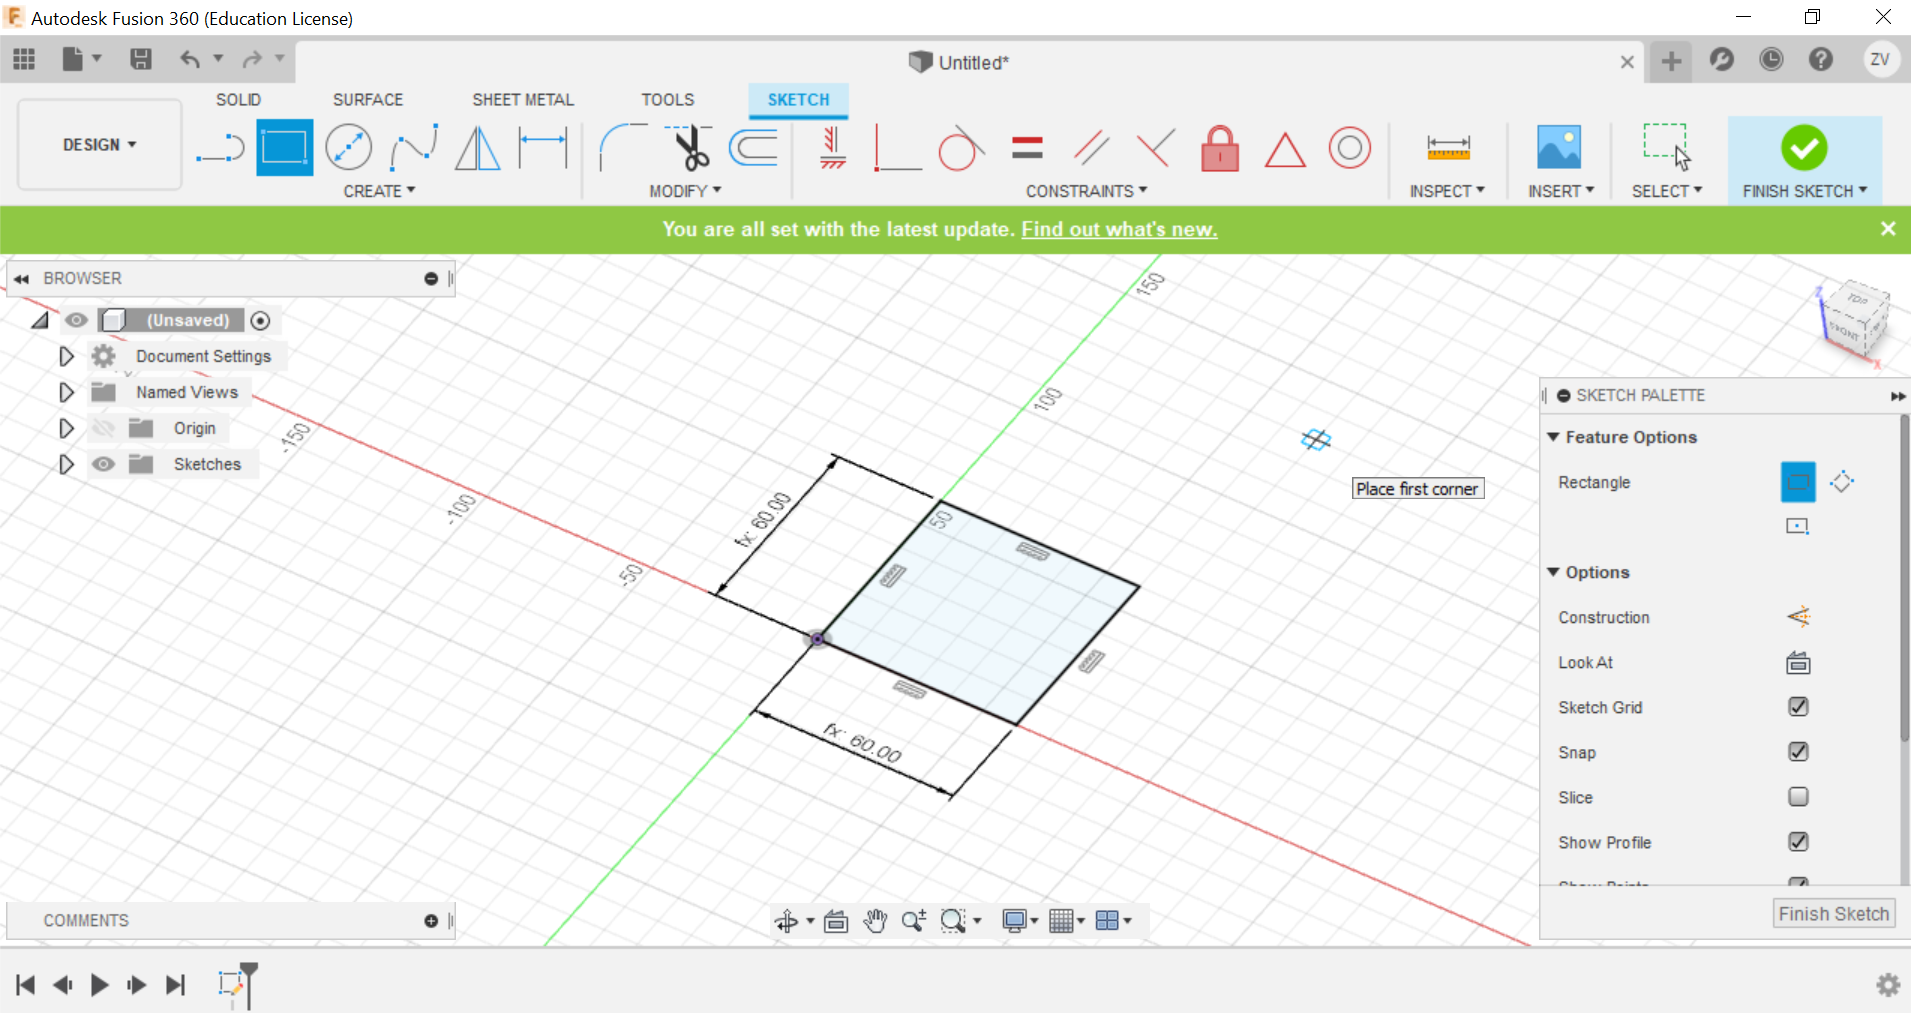 Autodesk Fusion 360 (Education License)
Untitled*
ZV
SOLID
SURFACE
SHEET METAL
TOOLS
SKETCH
DESIGN
CREATE
MODIFY
CONSTRAINTS
INSPECT
INSERT
SELECT
FINISH SKETCH
You are all set with the latest update. Find out what's new.
BROWSER
(Unsaved)
Document Settings
Named Views
Origin
Sketches
150
100
50
-50
-100
-150
fx: 60.00
fx: 60.00
Place first corner
TOP
FRONT
Z
X
SKETCH PALETTE
Feature Options
Rectangle
Options
Construction
Look At
Sketch Grid
Snap
Slice
Show Profile
Show Points
Finish Sketch
COMMENTS